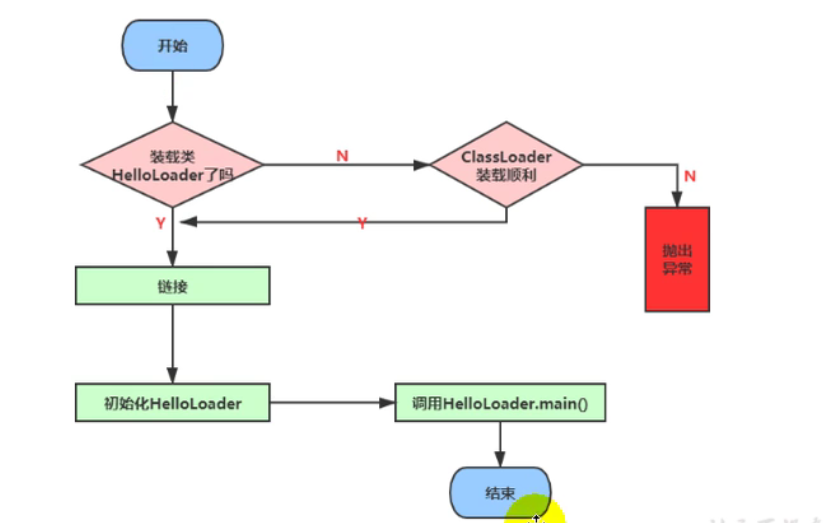 开始
装载类
HelloLoader了吗
N
ClassLoader
装载顺利
N
抛出
异常
Y
Y
链接
初始化HelloLoader
调用HelloLoader.main()
结束